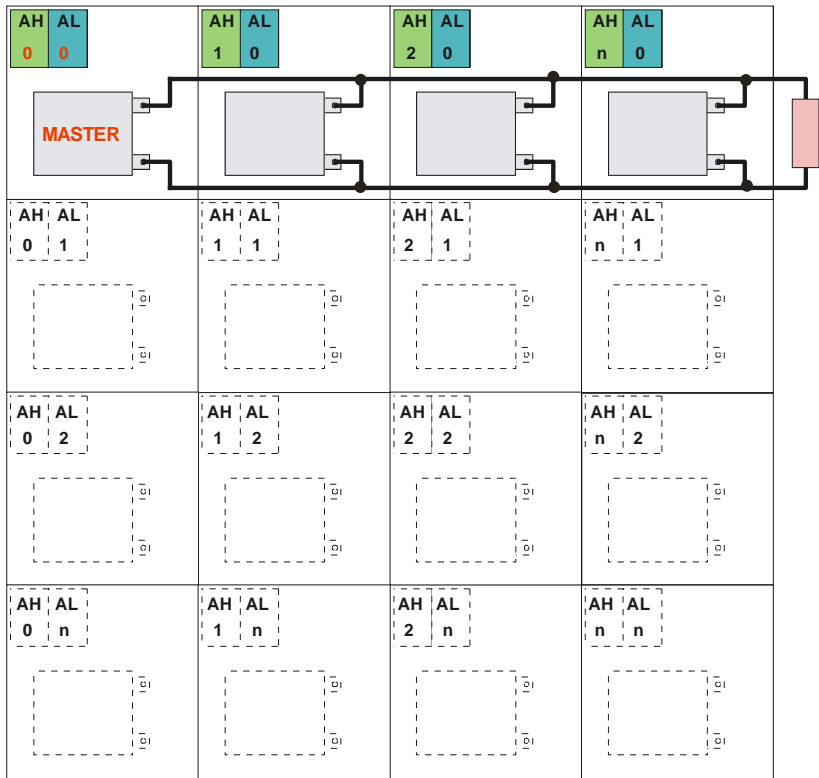 AH AL AH AL AH AL AH AL
0 0 1 0 2 0 n 0
MASTER
AH AL AH AL AH AL AH AL
0 1 1 1 2 1 n 1
AH AL AH AL AH AL AH AL
0 2 1 2 2 2 n 2
AH AL AH AL AH AL AH AL
0 n 1 n 2 n n n